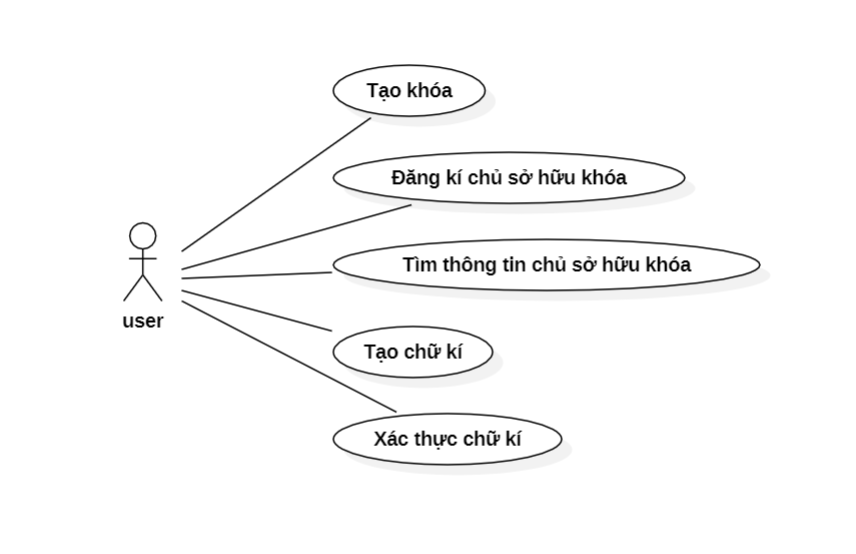 Tạo khóa
Đăng kí chủ sở hữu khóa
Tìm thông tin chủ sở hữu khóa
user
Tạo chữ kí
Xác thực chữ kí